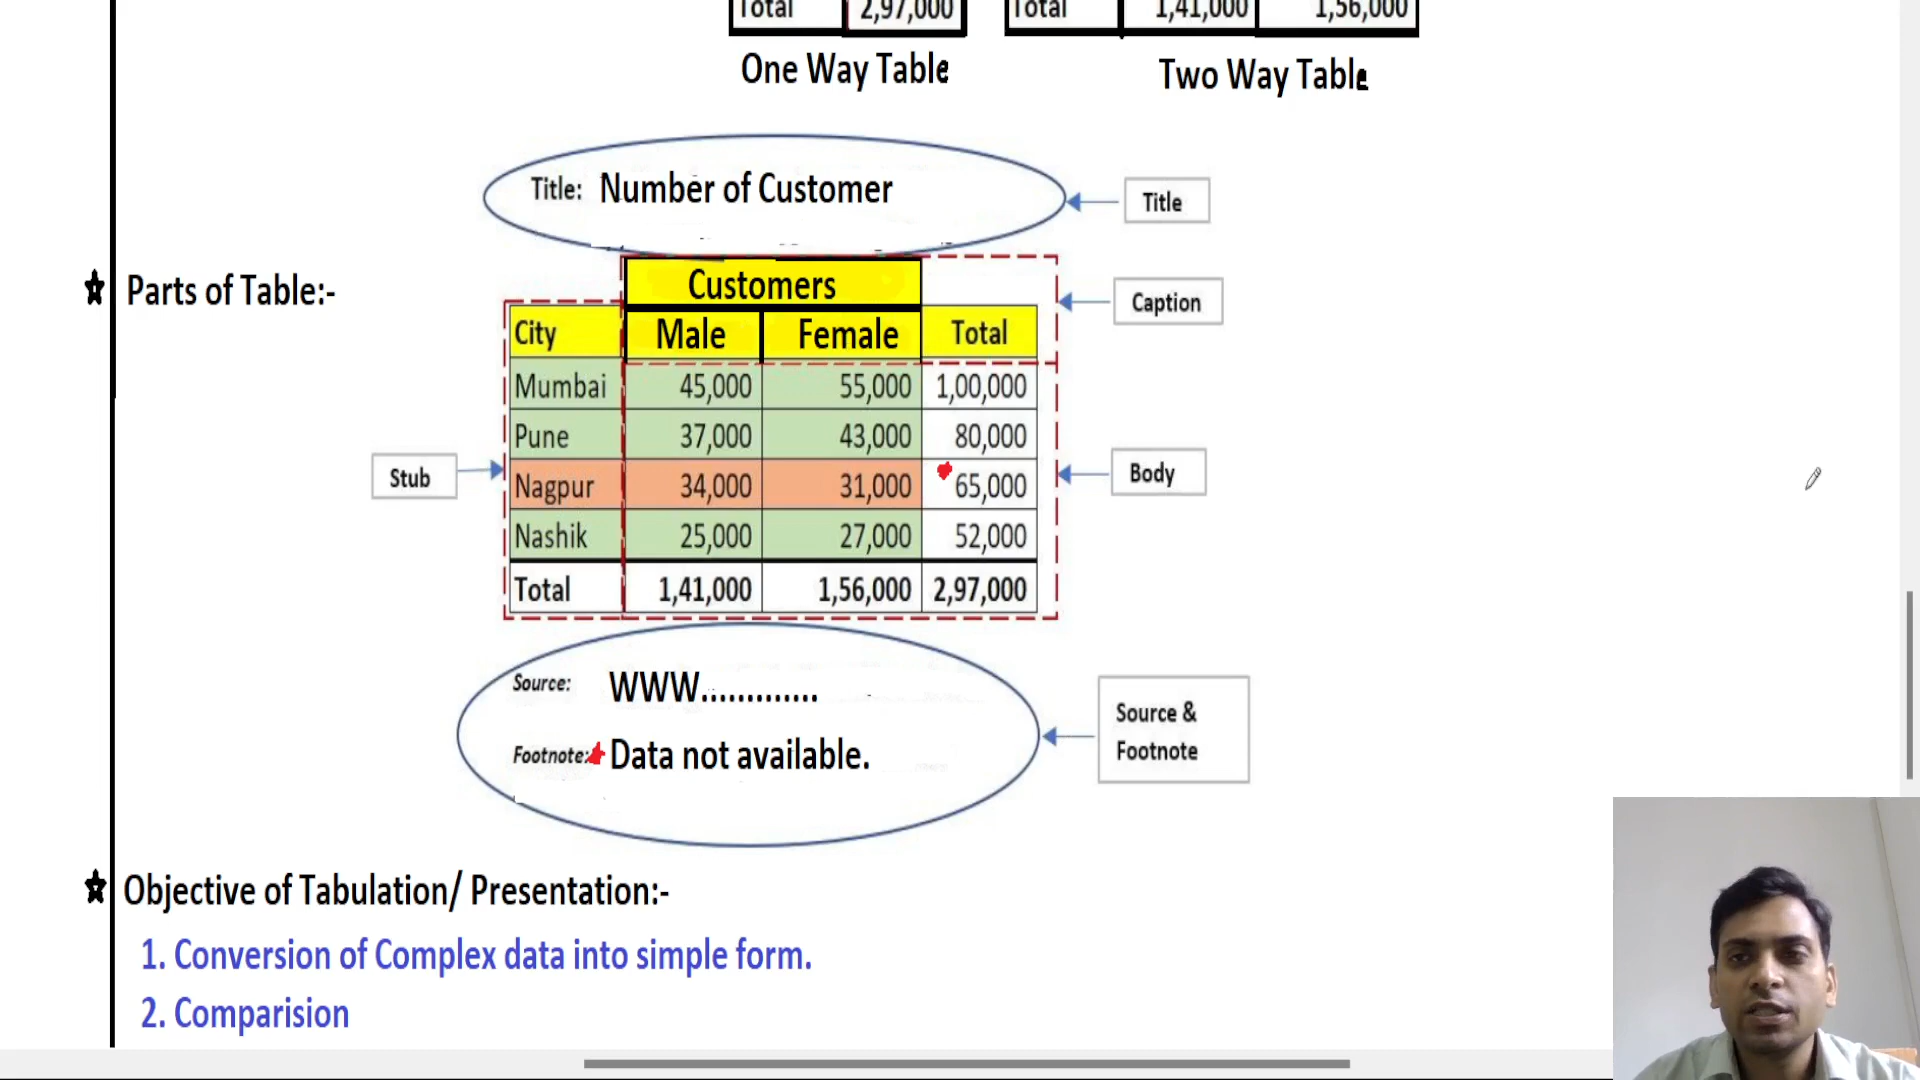 Total 2,97,000 Total 1,41,000 1,56,000
One Way Table Two Way Table
Title: Number of Customer
Title
Customers
Caption
Parts of Table:-
City Male Female Total
Mumbai 45,000 55,000 1,00,000
Pune 37,000 43,000 80,000
Stub
Body
Nagpur 34,000 31,000 65,000
Nashik 25,000 27,000 52,000
Total 1,41,000 1,56,000 2,97,000
Source: WWW.............
Source &
Footnote
Footnote: Data not available.
Objective of Tabulation/ Presentation:-
1. Conversion of Complex data into simple form.
2. Comparision